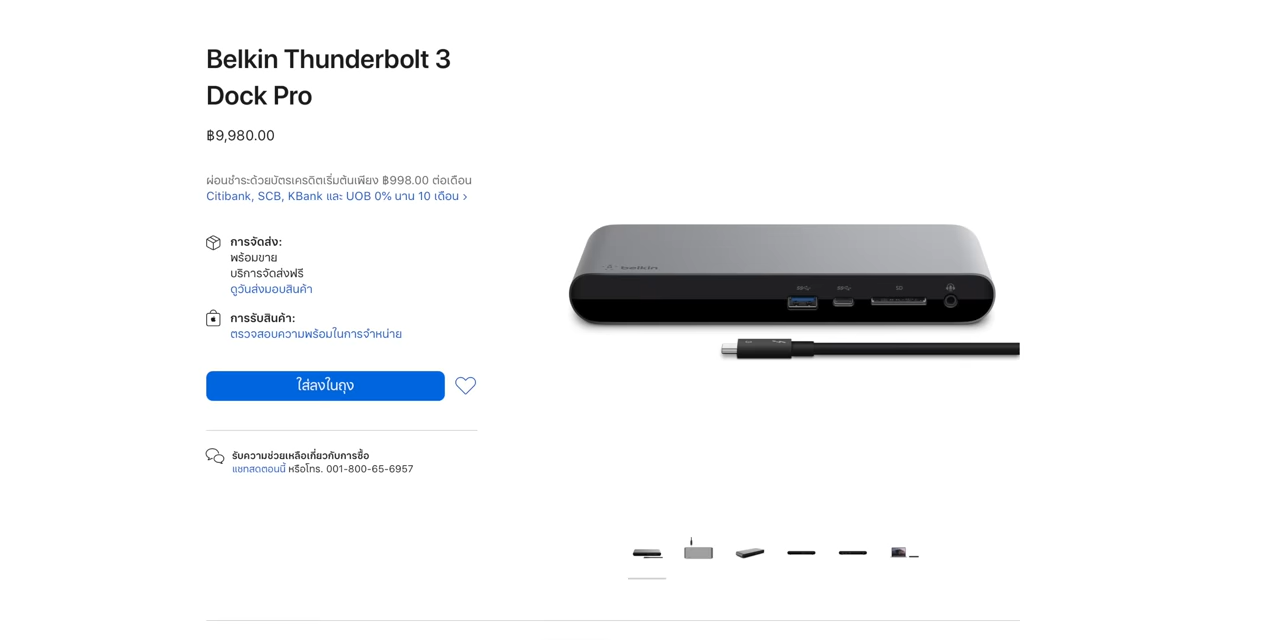 Belkin Thunderbolt 3
Dock Pro
฿9,980.00
ผ่อนชำระด้วยบัตรเครดิตเริ่มต้นเพียง ฿998.00 ต่อเดือน
Citibank, SCB, KBank และ UOB 0% นาน 10 เดือน ›
การจัดส่ง:
พร้อมขาย
บริการจัดส่งฟรี
ดูวันส่งมอบสินค้า
การรับสินค้า:
ตรวจสอบความพร้อมในการจำหน่าย
ใส่ลงในถุง
รับความช่วยเหลือเกี่ยวกับการซื้อ
แชทสดตอนนี้ หรือโทร. 001-800-65-6957
belkin